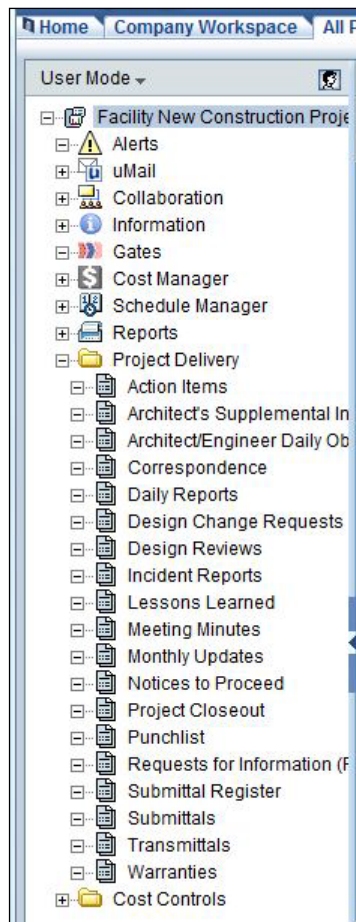 Home Company Workspace All P
User Mode
Facility New Construction Proje
Alerts
uMail
Collaboration
Information
Gates
Cost Manager
Schedule Manager
Reports
Project Delivery
Action Items
Architect's Supplemental In
Architect/Engineer Daily Ob
Correspondence
Daily Reports
Design Change Requests
Design Reviews
Incident Reports
Lessons Learned
Meeting Minutes
Monthly Updates
Notices to Proceed
Project Closeout
Punchlist
Requests for Information (F
Submittal Register
Submittals
Transmittals
Warranties
Cost Controls